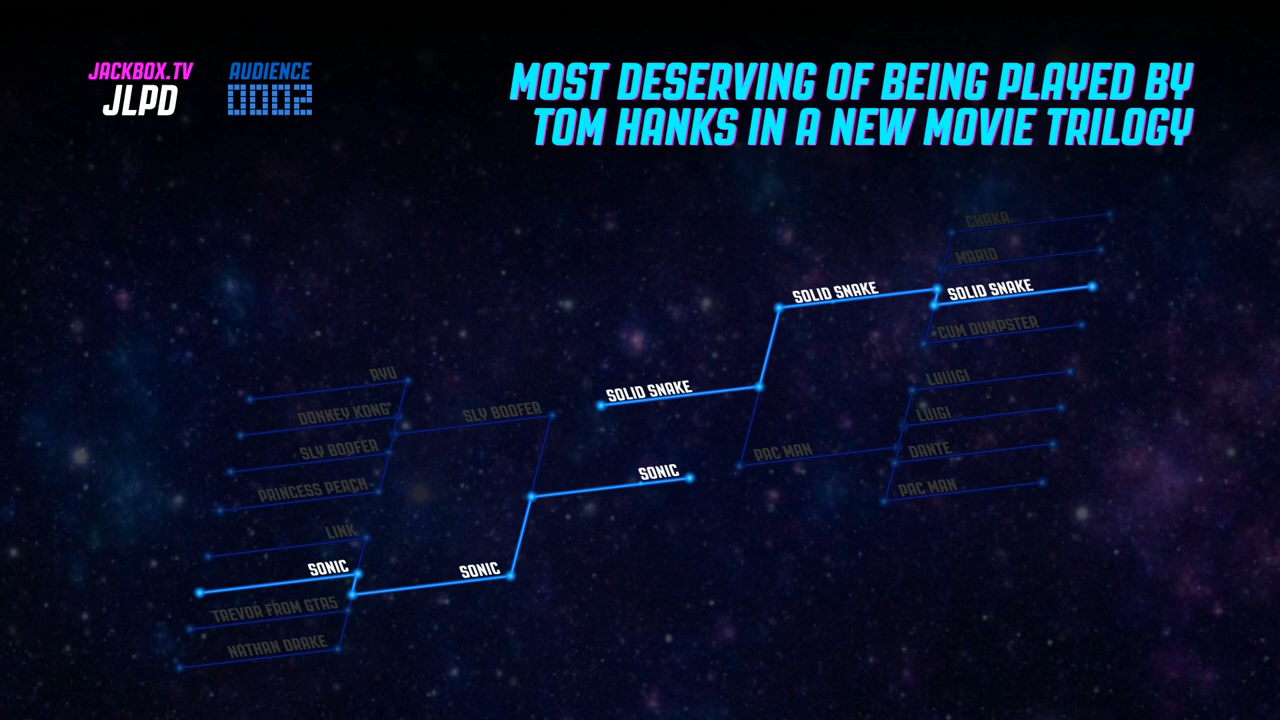 JACKBOX.TV
JLPD
AUDIENCE
0002
MOST DESERVING OF BEING PLAYED BY
TOM HANKS IN A NEW MOVIE TRILOGY
RYU
DONKEY KONG
SLY BOOFER
PRINCESS PEACH
LINK
SONIC
TREVOR FROM GTA5
NATHAN DRAKE
SLY BOOFER
SONIC
SOLID SNAKE
SONIC
SOLID SNAKE
PAC MAN
CHAKA
MARIO
SOLID SNAKE
CUM DUMPSTER
LUIIIGI
LUIGI
DANTE
PAC MAN